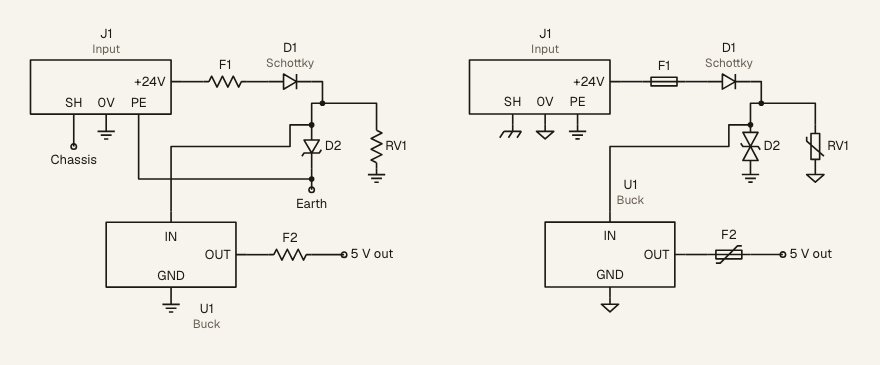 J1
Input
D1
Schottky
F1
+24V
SH
0V
PE
D2
RV1
Chassis
Earth
IN
OUT
GND
F2
5 V out
U1
Buck
J1
Input
D1
Schottky
F1
+24V
SH
0V
PE
D2
RV1
U1
Buck
IN
OUT
GND
F2
5 V out